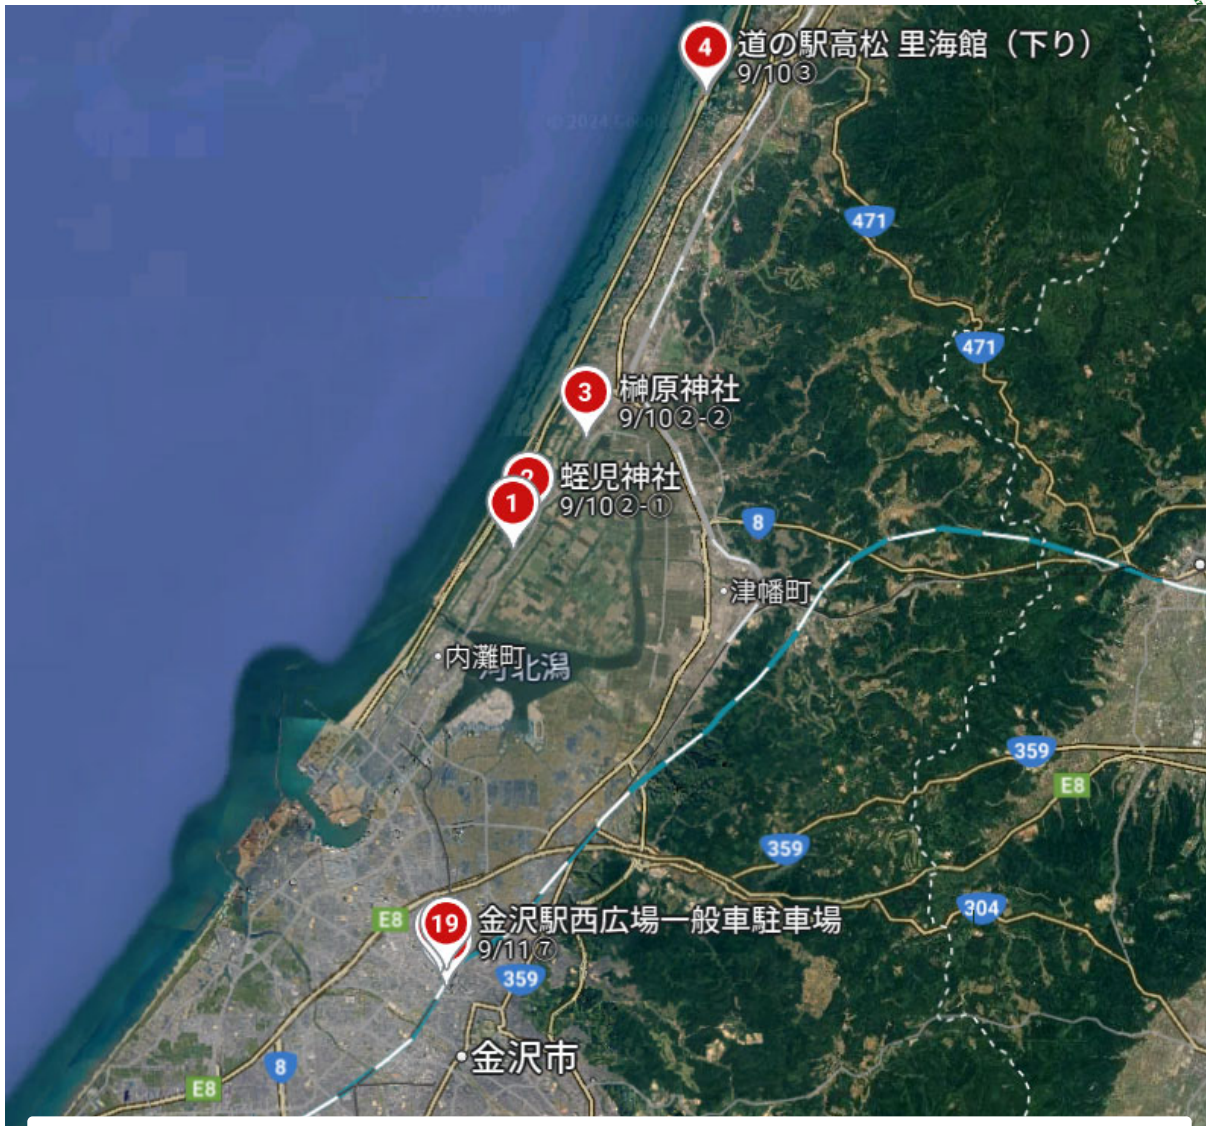 4
道の駅高松 里海館（下り）
9/10③
471
471
3
榊原神社
9/10②-②
2
蛭児神社
1
9/10②-①
8
津幡町
内灘町
河北潟
359
E8
359
304
19
金沢駅西広場一般車駐車場
E8
9/11⑦
359
金沢市
8
E8